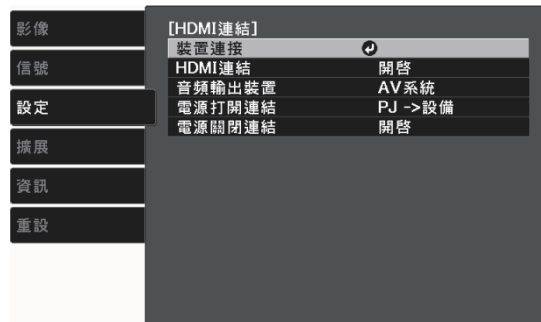 影像
信號
設定
擴展
資訊
重設
[HDMI連結]
裝置連接
HDMI連結 開啓
音頻輸出裝置 AV系統
電源打開連結 PJ ->設備
電源關閉連結 開啓